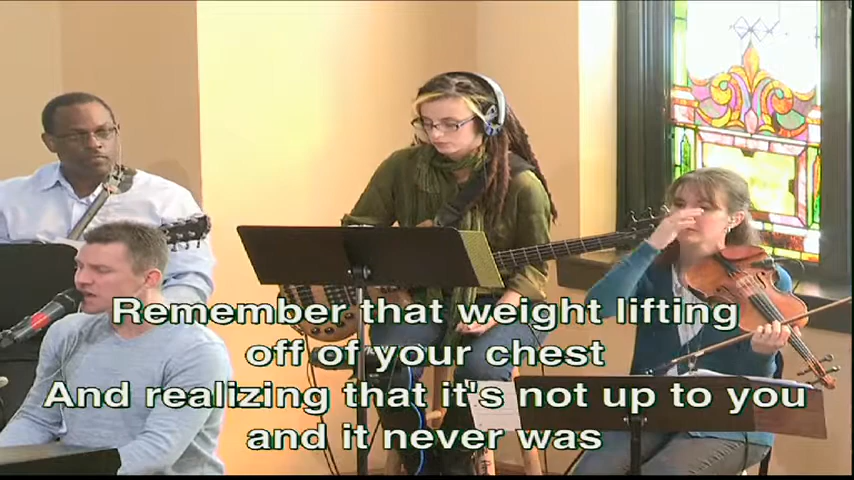 Remember that weight lifting
off of your chest
And realizing that it's not up to you
and it never was